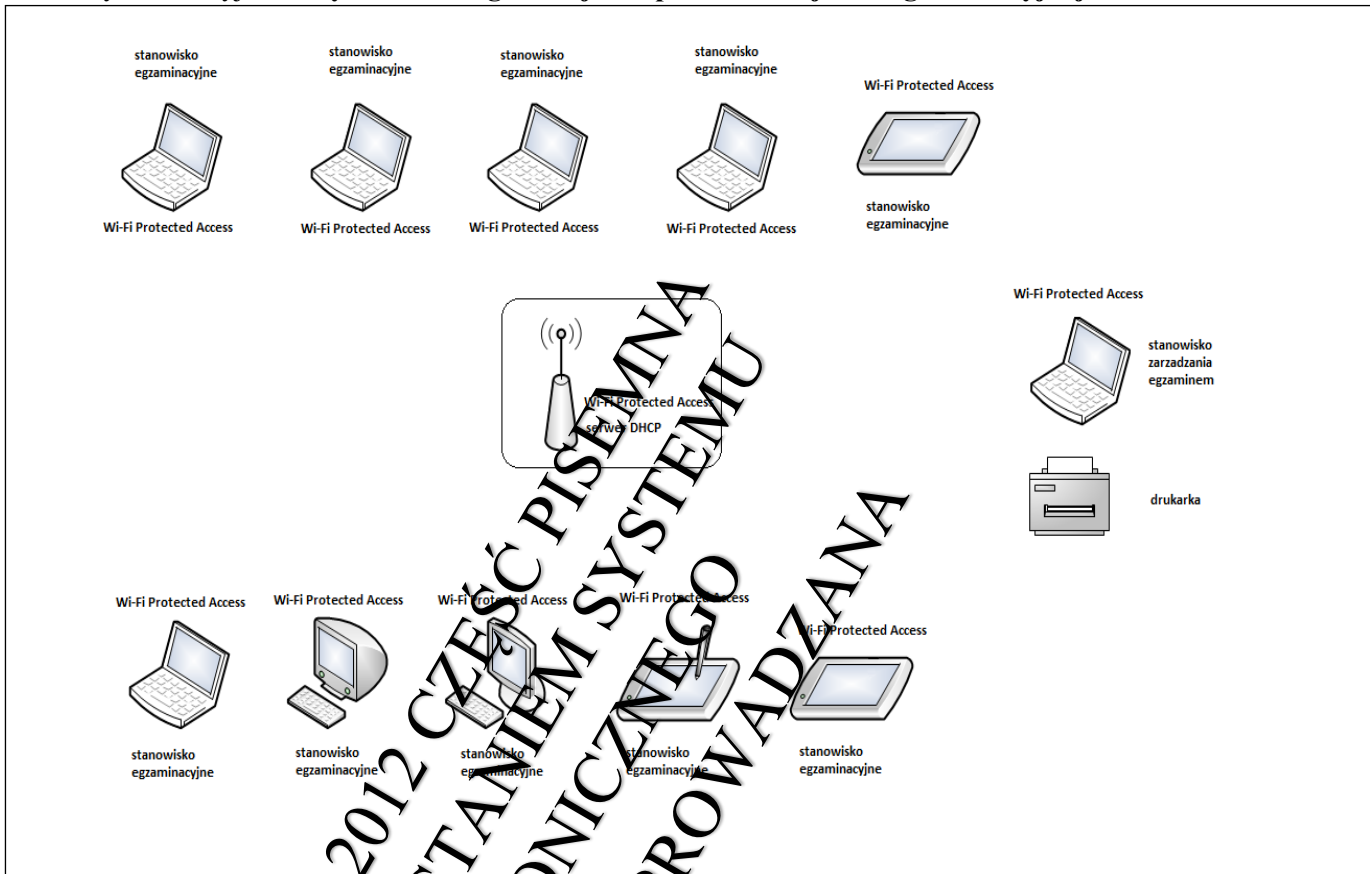 stanowisko
egzaminacyjne
stanowisko
egzaminacyjne
stanowisko
egzaminacyjne
stanowisko
egzaminacyjne
Wi-Fi Protected Access
Wi-Fi Protected Access
Wi-Fi Protected Access
Wi-Fi Protected Access
Wi-Fi Protected Access
stanowisko
egzaminacyjne
Wi-Fi Protected Access
stanowisko
zarzadzania
egzaminem
Wi-Fi Protected Access
serwer DHCP
drukarka
Wi-Fi Protected Access
Wi-Fi Protected Access
Wi-Fi Protected Access
Wi-Fi Protected Access
Wi-Fi Protected Access
stanowisko
egzaminacyjne
stanowisko
egzaminacyjne
stanowisko
egzaminacyjne
stanowisko
egzaminacyjne
stanowisko
egzaminacyjne
2012 CZĘŚĆ PISEMNA
STANIEM SYSTEMU
ONICZNEGO
PROWADZANA